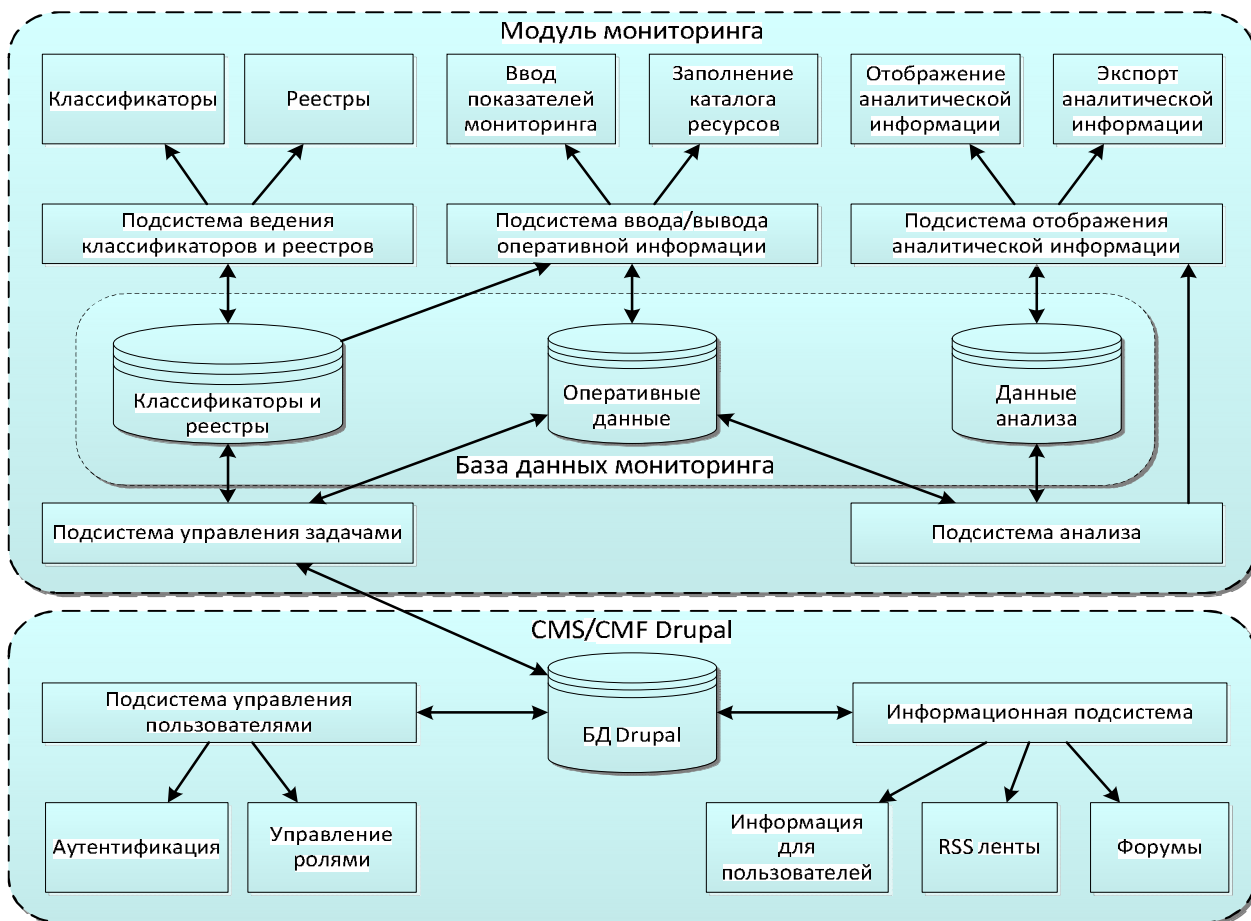 Модуль мониторинга
Классификаторы
Реестры
Ввод
показателей
мониторинга
Заполнение
каталога
ресурсов
Отображение
аналитической
информации
Экспорт
аналитической
информации
Подсистема ведения
классификаторов и реестров
Подсистема ввода/вывода
оперативной информации
Подсистема отображения
аналитической информации
Классификаторы и
реестры
Оперативные
данные
Данные
анализа
База данных мониторинга
Подсистема управления задачами
Подсистема анализа
CMS/CMF Drupal
Подсистема управления
пользователями
БД Drupal
Информационная подсистема
Аутентификация
Управление
ролями
Информация
для
пользователей
RSS ленты
Форумы